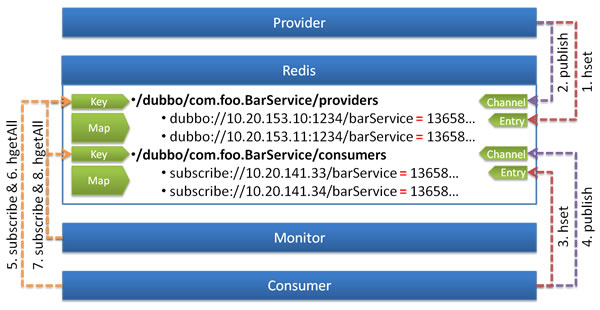 Provider
Redis
Key
•/dubbo/com.foo.BarService/providers
Channel
Map
• dubbo://10.20.153.10:1234/barService = 13658...
Entry
• dubbo://10.20.153.11:1234/barService = 13658...
Key
•/dubbo/com.foo.BarService/consumers
Channel
Map
• subscribe://10.20.141.33/barService = 13658...
Entry
• subscribe://10.20.141.34/barService = 13658...
Monitor
Consumer
5. subscribe & 6. hgetAll
7. subscribe & 8. hgetAll
2. publish
1. hset
3. hset
4. publish